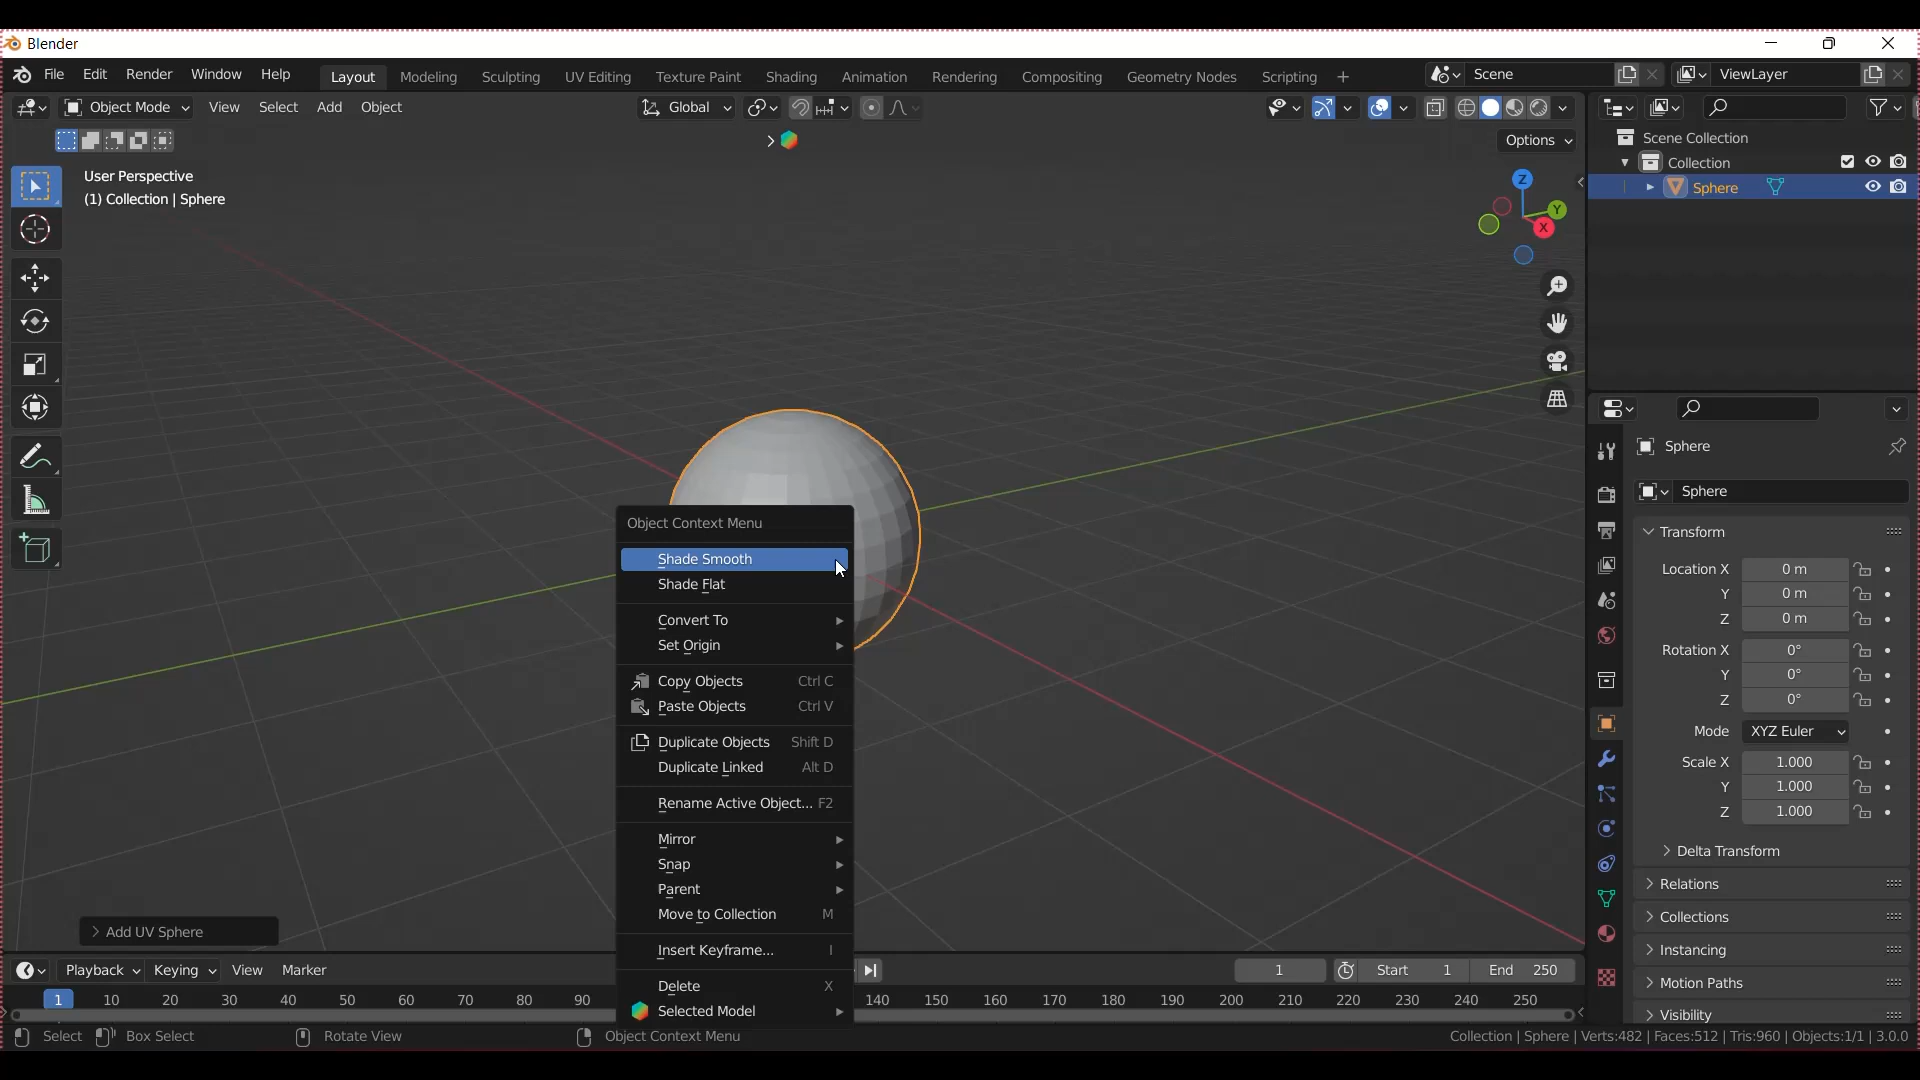 Blender
File Edit Render Window Help Layout Modeling Sculpting UV Editing Texture Paint Shading Animation Rendering Compositing Geometry Nodes Scripting + Scene ViewLayer
Object Mode View Select Add Object Global
Options
User Perspective
(1) Collection | Sphere
Z
Y
X
Scene Collection
Collection
Sphere
Object Context Menu
Shade Smooth
Shade Flat
Convert To
Set Origin
Copy Objects Ctrl C
Paste Objects Ctrl V
Duplicate Objects Shift D
Duplicate Linked Alt D
Rename Active Object... F2
Mirror
Snap
Parent
Move to Collection M
Insert Keyframe... I
Delete X
Selected Model
Sphere
Sphere
Transform
Location X 0 m
Y 0 m
Z 0 m
Rotation X 0°
Y 0°
Z 0°
Mode XYZ Euler
Scale X 1.000
Y 1.000
Z 1.000
Delta Transform
Relations
Collections
Instancing
Motion Paths
Visibility
Add UV Sphere
Playback Keying View Marker 1 Start 1 End 250
1 10 20 30 40 50 60 70 80 90 140 150 160 170 180 190 200 210 220 230 240 250
Select Box Select Rotate View Object Context Menu Collection | Sphere | Verts:482 | Faces:512 | Tris:960 | Objects:1/1 | 3.0.0